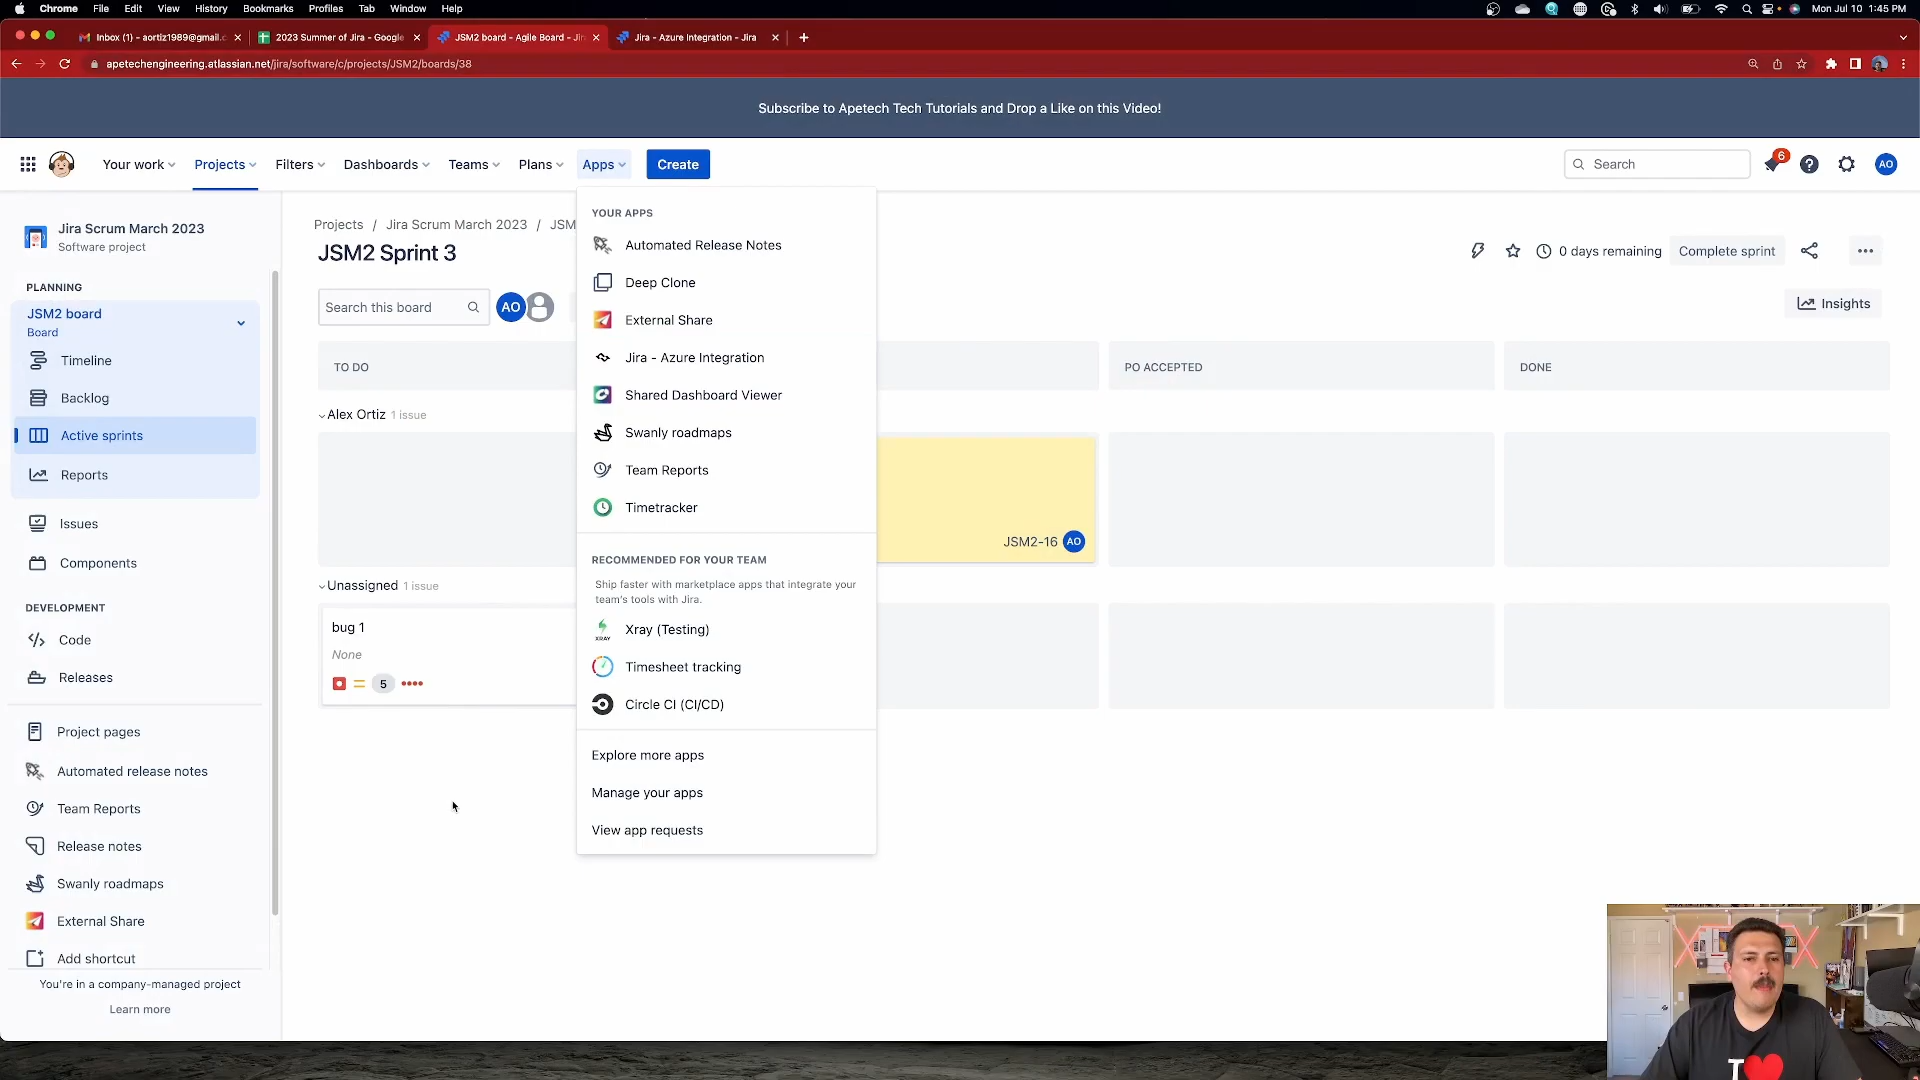 Chrome File Edit View History Bookmarks Profiles Tab Window Help
Mon Jul 10 1:45 PM
Inbox (1) - aortiz1989@gmail.c
2023 Summer of Jira - Google
JSM2 board - Agile Board - Jir
Jira - Azure Integration - Jira
apetechengineering.atlassian.net/jira/software/c/projects/JSM2/boards/38
Subscribe to Apetech Tech Tutorials and Drop a Like on this Video!
Your work Projects Filters Dashboards Teams Plans Apps Create
Search
6
AO
Jira Scrum March 2023
Software project
PLANNING
JSM2 board
Board
Timeline
Backlog
Active sprints
Reports
Issues
Components
DEVELOPMENT
Code
Releases
Project pages
Automated release notes
Team Reports
Release notes
Swanly roadmaps
External Share
Add shortcut
You're in a company-managed project
Learn more
Projects / Jira Scrum March 2023 / JSM
JSM2 Sprint 3
0 days remaining
Complete sprint
Search this board
AO
Insights
TO DO
PO ACCEPTED
DONE
Alex Ortiz 1 issue
JSM2-16 AO
Unassigned 1 issue
bug 1
None
5
YOUR APPS
Automated Release Notes
Deep Clone
External Share
Jira - Azure Integration
Shared Dashboard Viewer
Swanly roadmaps
Team Reports
Timetracker
RECOMMENDED FOR YOUR TEAM
Ship faster with marketplace apps that integrate your
team's tools with Jira.
XRAY
Xray (Testing)
Timesheet tracking
Circle CI (CI/CD)
Explore more apps
Manage your apps
View app requests
I